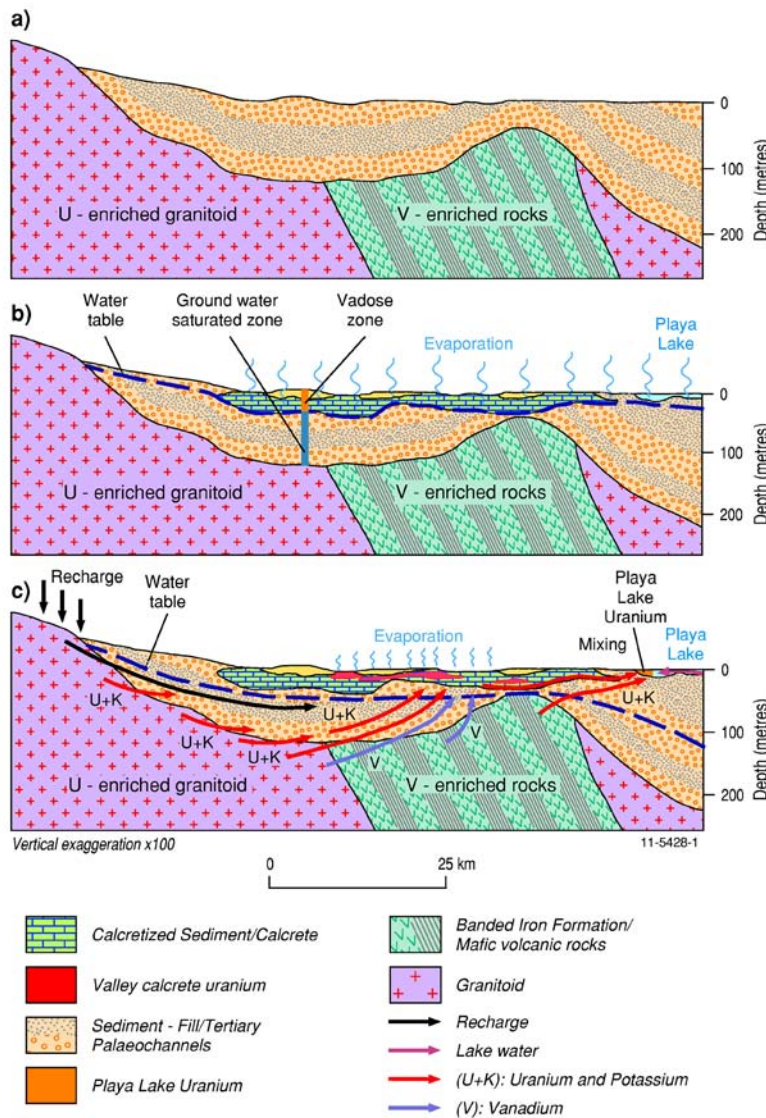 a)
0
100
200
Depth (metres)
U - enriched granitoid
V - enriched rocks
b)
Water
table
Ground water
saturated zone
Vadose
zone
Evaporation
Playa
Lake
0
100
200
Depth (metres)
U - enriched granitoid
V - enriched rocks
c)
Recharge
Water
table
Evaporation
Playa
Lake
Uranium
Mixing
Playa
Lake
0
100
200
Depth (metres)
U+K
U+K
U+K
U+K
U+K
V
V
U - enriched granitoid
V - enriched rocks
Vertical exaggeration x100
11-5428-1
0
25 km
Calcretized Sediment/Calcrete
Valley calcrete uranium
Sediment - Fill/Tertiary
Palaeochannels
Playa Lake Uranium
Banded Iron Formation/
Mafic volcanic rocks
Granitoid
Recharge
Lake water
(U+K): Uranium and Potassium
(V): Vanadium